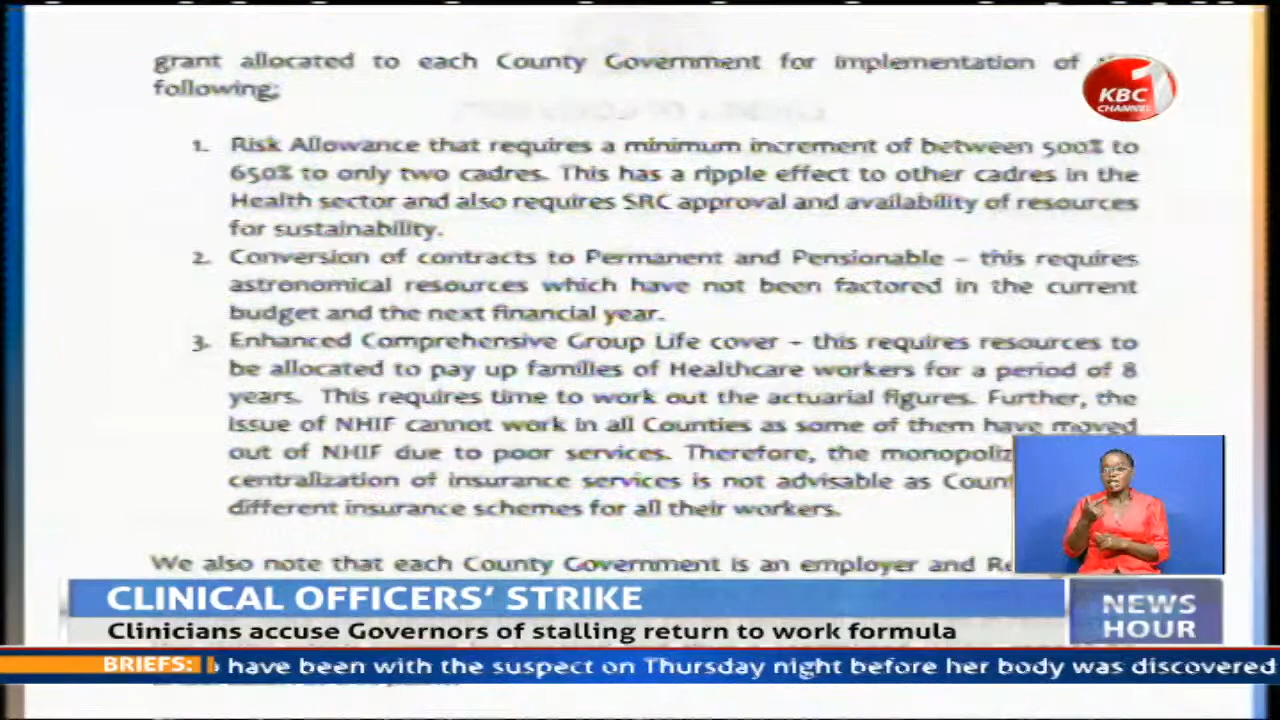 grant allocated to each County Government for implementation of
following;
KBC 1
CHANNEL
1. Risk Allowance that requires a minimum increment of between 500% to
650% to only two cadres. This has a ripple effect to other cadres in the
Health sector and also requires SRC approval and availability of resources
for sustainability.
2. Conversion of contracts to Permanent and Pensionable – this requires
astronomical resources which have not been factored in the current
budget and the next financial year.
3. Enhanced Comprehensive Group Life cover – this requires resources to
be allocated to pay up families of Healthcare workers for a period of 8
years. This requires time to work out the actuarial figures. Further, the
issue of NHIF cannot work in all Counties as some of them have moved
out of NHIF due to poor services. Therefore, the
centralization of insurance services is not advisable as
different insurance schemes for all their workers.
We also note that each County Government is an employer and
CLINICAL OFFICERS' STRIKE
Clinicians accuse Governors of stalling return to work formula
NEWS
HOUR
BRIEFS: have been with the suspect on Thursday night before her body was discovered